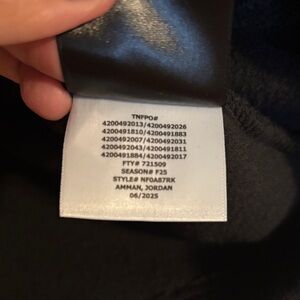 TNFPO#
4200492013/4200492026
4200491810/4200491883
4200492007/4200492031
4200492043/4200491811
4200491884/4200492017
FTY# 721509
SEASON# F25
STYLE# NF0A87RK
AMMAN, JORDAN
06/2025